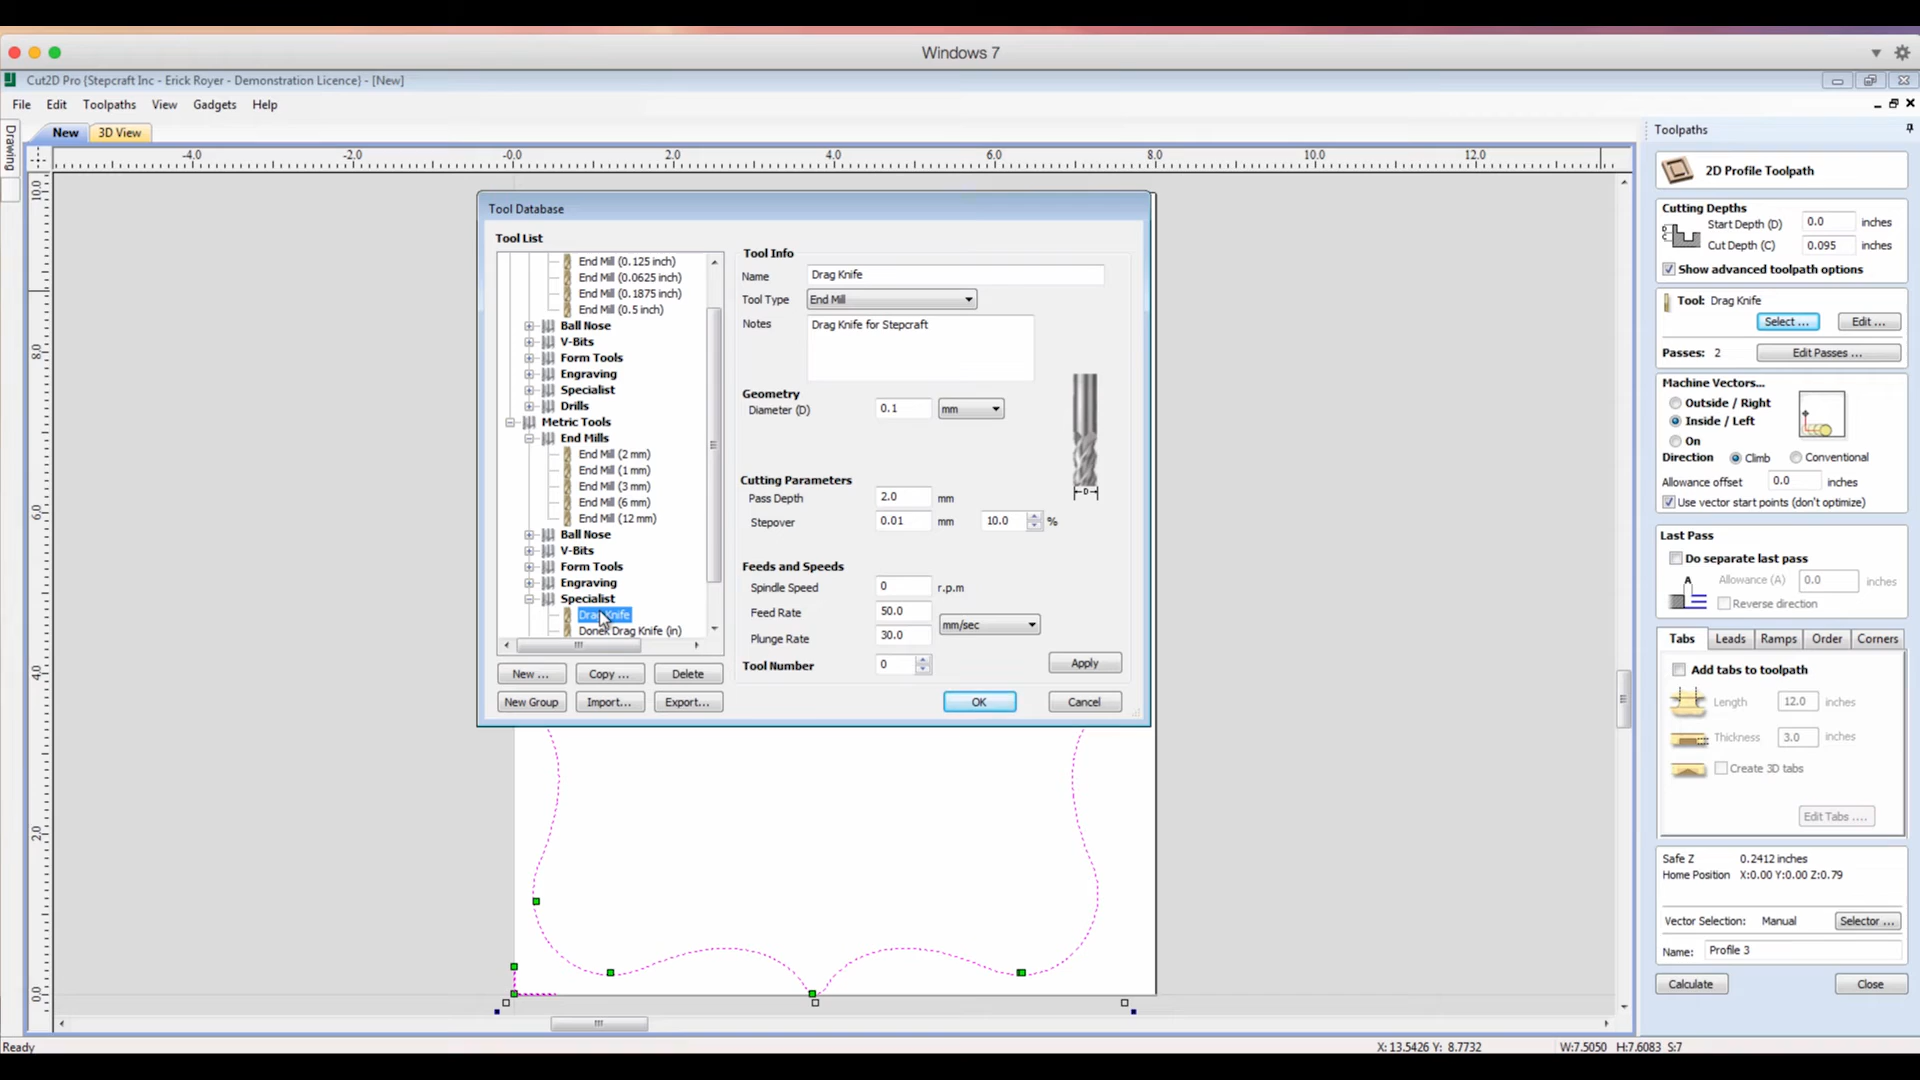 Windows 7
Cut2D Pro {Stepcraft Inc - Erick Royer - Demonstration Licence} - [New]
File Edit Toolpaths View Gadgets Help
Drawing
New 3D View
-4.0 -2.0 -0.0 2.0 4.0 6.0 8.0 10.0 12.0
10.0
8.0
6.0
4.0
2.0
0.0
Tool Database
Tool List
End Mill (0.125 inch)
End Mill (0.0625 inch)
End Mill (0.1875 inch)
End Mill (0.5 inch)
Ball Nose
V-Bits
Form Tools
Engraving
Specialist
Drills
Metric Tools
End Mills
End Mill (2 mm)
End Mill (1 mm)
End Mill (3 mm)
End Mill (6 mm)
End Mill (12 mm)
Ball Nose
V-Bits
Form Tools
Engraving
Specialist
Drag Knife
Donek Drag Knife (in)
New ... Copy ... Delete
New Group Import... Export...
Tool Info
Name Drag Knife
Tool Type End Mill
Notes Drag Knife for Stepcraft
Geometry
Diameter (D) 0.1 mm
D
Cutting Parameters
Pass Depth 2.0 mm
Stepover 0.01 mm 10.0 %
Feeds and Speeds
Spindle Speed 0 r.p.m
Feed Rate 50.0
mm/sec
Plunge Rate 30.0
Tool Number 0
Apply
OK Cancel
Toolpaths
2D Profile Toolpath
Cutting Depths
Start Depth (D) 0.0 inches
Cut Depth (C) 0.095 inches
Show advanced toolpath options
Tool: Drag Knife
Select ... Edit ...
Passes: 2 Edit Passes ...
Machine Vectors...
Outside / Right
Inside / Left
On
Direction Climb Conventional
Allowance offset 0.0 inches
Use vector start points (don't optimize)
Last Pass
Do separate last pass
A Allowance (A) 0.0 inches
Reverse direction
Tabs Leads Ramps Order Corners
Add tabs to toolpath
Length 12.0 inches
Thickness 3.0 inches
Create 3D tabs
Edit Tabs ....
Safe Z 0.2412 inches
Home Position X:0.00 Y:0.00 Z:0.79
Vector Selection: Manual Selector ...
Name: Profile 3
Calculate Close
Ready X: 13.5426 Y: 8.7732 W:7.5050 H:7.6083 S:7